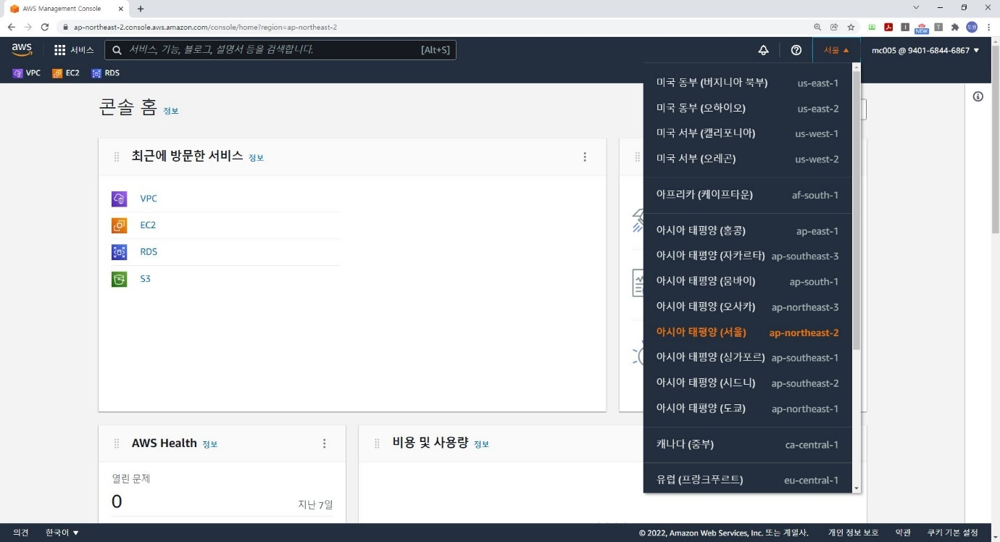 AWS Management Console
ap-northeast-2.console.aws.amazon.com/console/home?region=ap-northeast-2
NEW
도원
aws
서비스
서비스, 기능, 블로그, 설명서 등을 검색합니다.
[Alt+S]
서울
mc005 @ 9401-6844-6867
VPC
EC2
RDS
콘솔 홈 정보
최근에 방문한 서비스 정보
VPC
EC2
RDS
S3
미국 동부 (버지니아 북부) us-east-1
미국 동부 (오하이오) us-east-2
미국 서부 (캘리포니아) us-west-1
미국 서부 (오레곤) us-west-2
아프리카 (케이프타운) af-south-1
아시아 태평양 (홍콩) ap-east-1
아시아 태평양 (자카르타) ap-southeast-3
아시아 태평양 (뭄바이) ap-south-1
아시아 태평양 (오사카) ap-northeast-3
아시아 태평양 (서울) ap-northeast-2
아시아 태평양 (싱가포르) ap-southeast-1
아시아 태평양 (시드니) ap-southeast-2
아시아 태평양 (도쿄) ap-northeast-1
캐나다 (중부) ca-central-1
유럽 (프랑크푸르트) eu-central-1
AWS Health 정보
열린 문제
0
지난 7일
비용 및 사용량 정보
의견
한국어
© 2022, Amazon Web Services, Inc. 또는 계열사.
개인 정보 보호
약관
쿠키 기본 설정